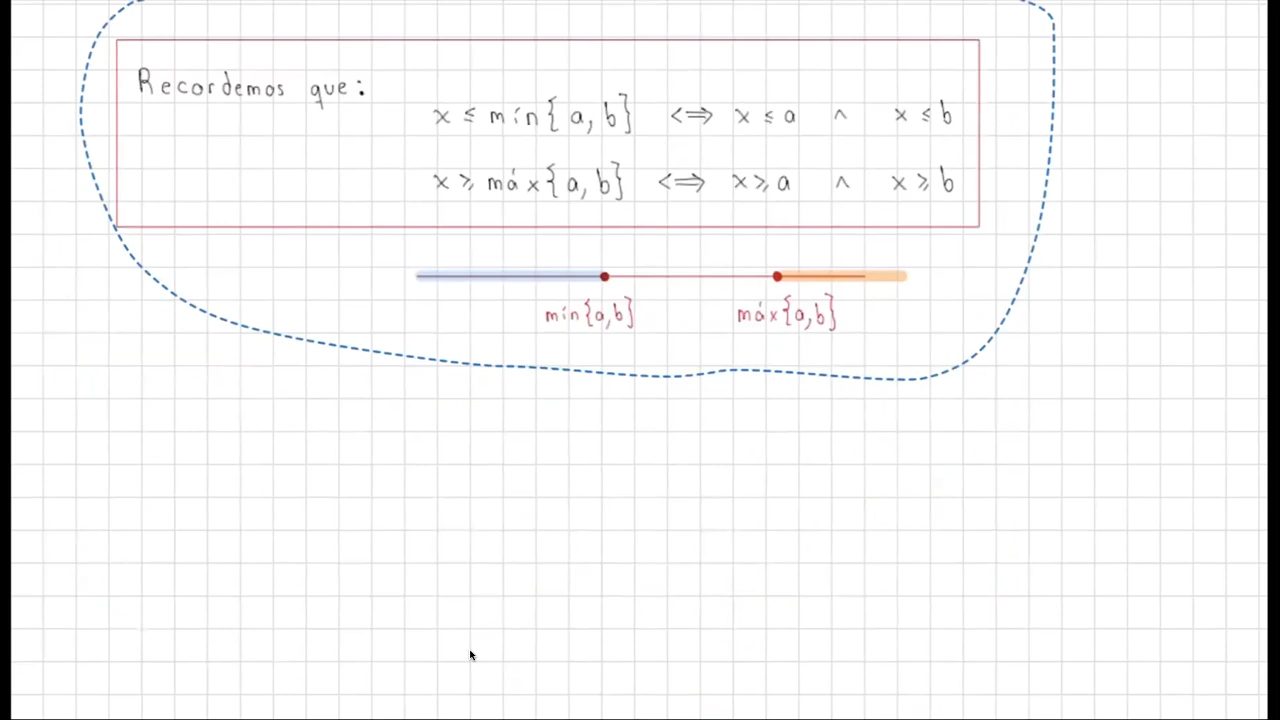 Recordemos que:
x ≤ mín{a, b} <=> x ≤ a ∧ x ≤ b
x ⩾ máx{a, b} <=> x ⩾ a ∧ x ⩾ b
mín{a,b} máx{a,b}